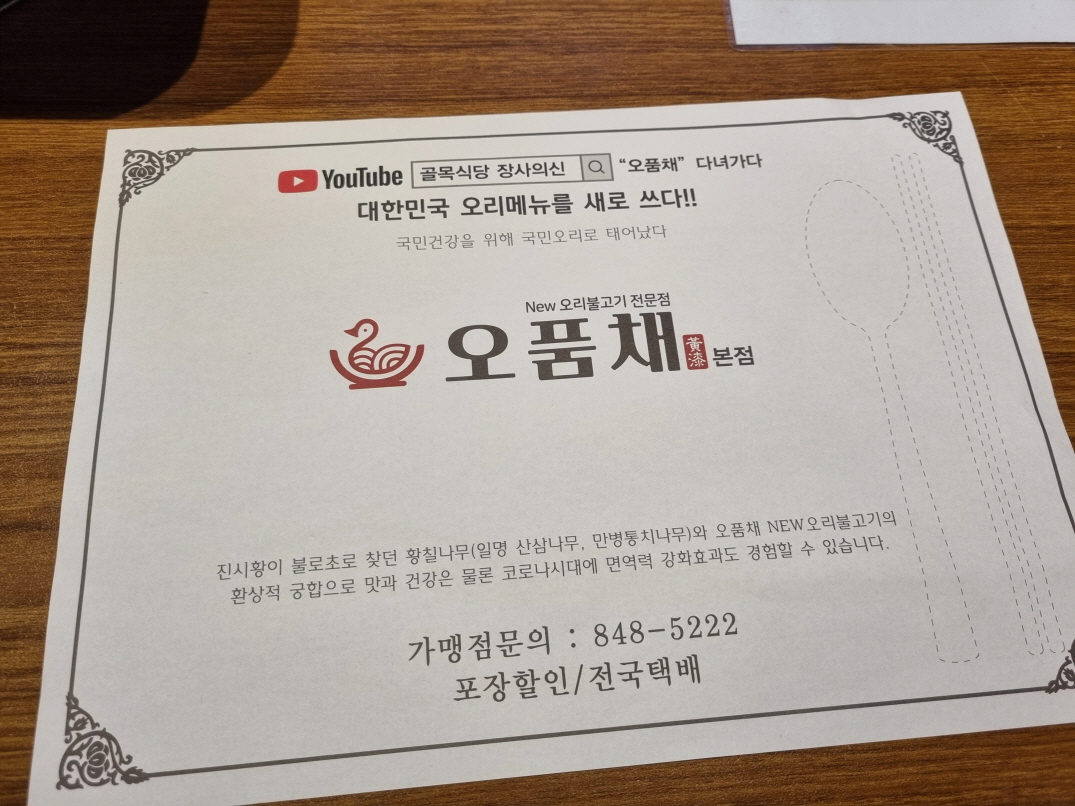 YouTube 골목식당 장사의신 "오품채" 다녀가다
대한민국 오리메뉴를 새로 쓰다!!
국민건강을 위해 국민오리로 태어났다
New 오리불고기 전문점
오품채 黃漆 본점
진시황이 불로초로 찾던 황칠나무(일명 산삼나무, 만병통치나무)와 오품채 NEW오리불고기의
환상적 궁합으로 맛과 건강은 물론 코로나시대에 면역력 강화효과도 경험할 수 있습니다.
가맹점문의 : 848-5222
포장할인/전국택배